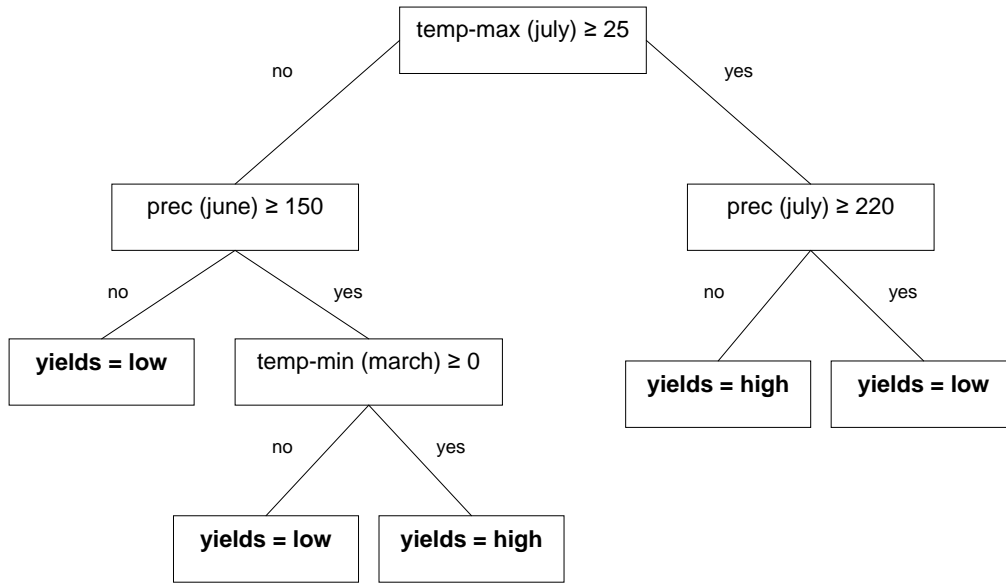 temp-max (july) ≥ 25
no
yes
prec (june) ≥ 150
prec (july) ≥ 220
no
yes
no
yes
yields = low
temp-min (march) ≥ 0
yields = high
yields = low
no
yes
yields = low
yields = high